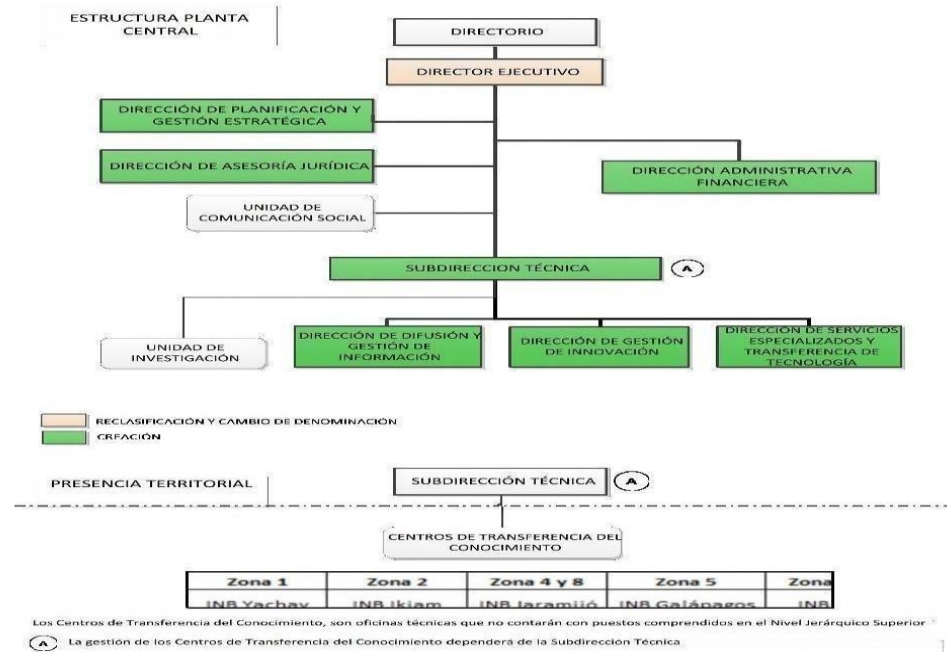 ESTRUCTURA PLANTA
CENTRAL
DIRECTORIO
DIRECTOR EJECUTIVO
DIRECCIÓN DE PLANIFICACIÓN Y
GESTIÓN ESTRATÉGICA
DIRECCIÓN DE ASESORÍA JURÍDICA
DIRECCIÓN ADMINISTRATIVA
FINANCIERA
UNIDAD DE
COMUNICACIÓN SOCIAL
SUBDIRECCION TÉCNICA
A
UNIDAD DE
INVESTIGACIÓN
DIRECCIÓN DE DIFUSIÓN Y
GESTIÓN DE
INFORMACIÓN
DIRECCIÓN DE GESTIÓN
DE INNOVACIÓN
DIRECCIÓN DE SERVICIOS
ESPECIALIZADOS Y
TRANSFERENCIA DE
TECNOLOGÍA
RECLASIFICACIÓN Y CAMBIO DE DENOMINACIÓN
CREACIÓN
PRESENCIA TERRITORIAL
SUBDIRECCIÓN TÉCNICA
A
CENTROS DE TRANSFERENCIA DEL
CONOCIMIENTO
Zona 1 Zona 2 Zona 4 y 8 Zona 5 Zona
INB Yachay INB Ikiam INB Jaramijó INB Galápagos INB
Los Centros de Transferencia del Conocimiento, son oficinas técnicas que no contarán con puestos comprendidos en el Nivel Jerárquico Superior
A La gestión de los Centros de Transferencia del Conocimiento dependerá de la Subdirección Técnica